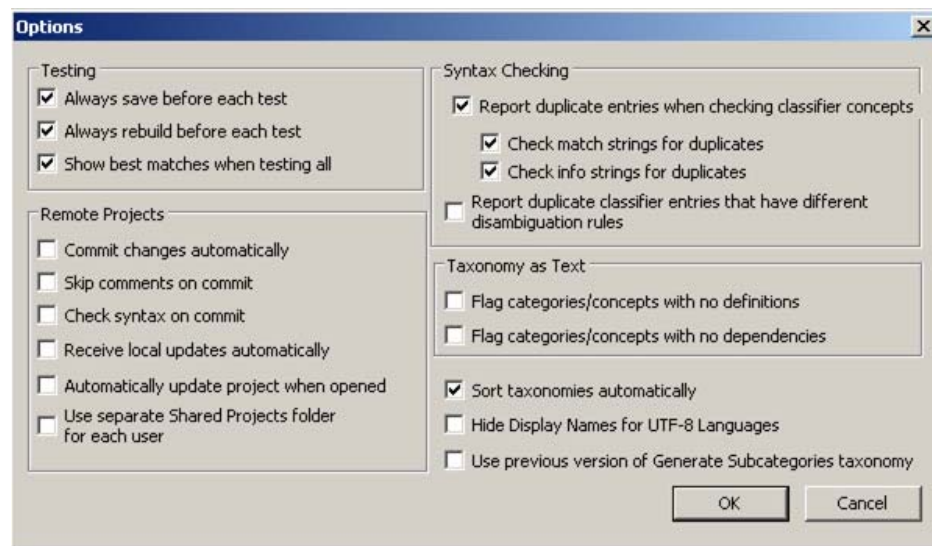 Options
Testing
Always save before each test
Always rebuild before each test
Show best matches when testing all
Remote Projects
Commit changes automatically
Skip comments on commit
Check syntax on commit
Receive local updates automatically
Automatically update project when opened
Use separate Shared Projects folder
for each user
Syntax Checking
Report duplicate entries when checking classifier concepts
Check match strings for duplicates
Check info strings for duplicates
Report duplicate classifier entries that have different
disambiguation rules
Taxonomy as Text
Flag categories/concepts with no definitions
Flag categories/concepts with no dependencies
Sort taxonomies automatically
Hide Display Names for UTF-8 Languages
Use previous version of Generate Subcategories taxonomy
OK
Cancel